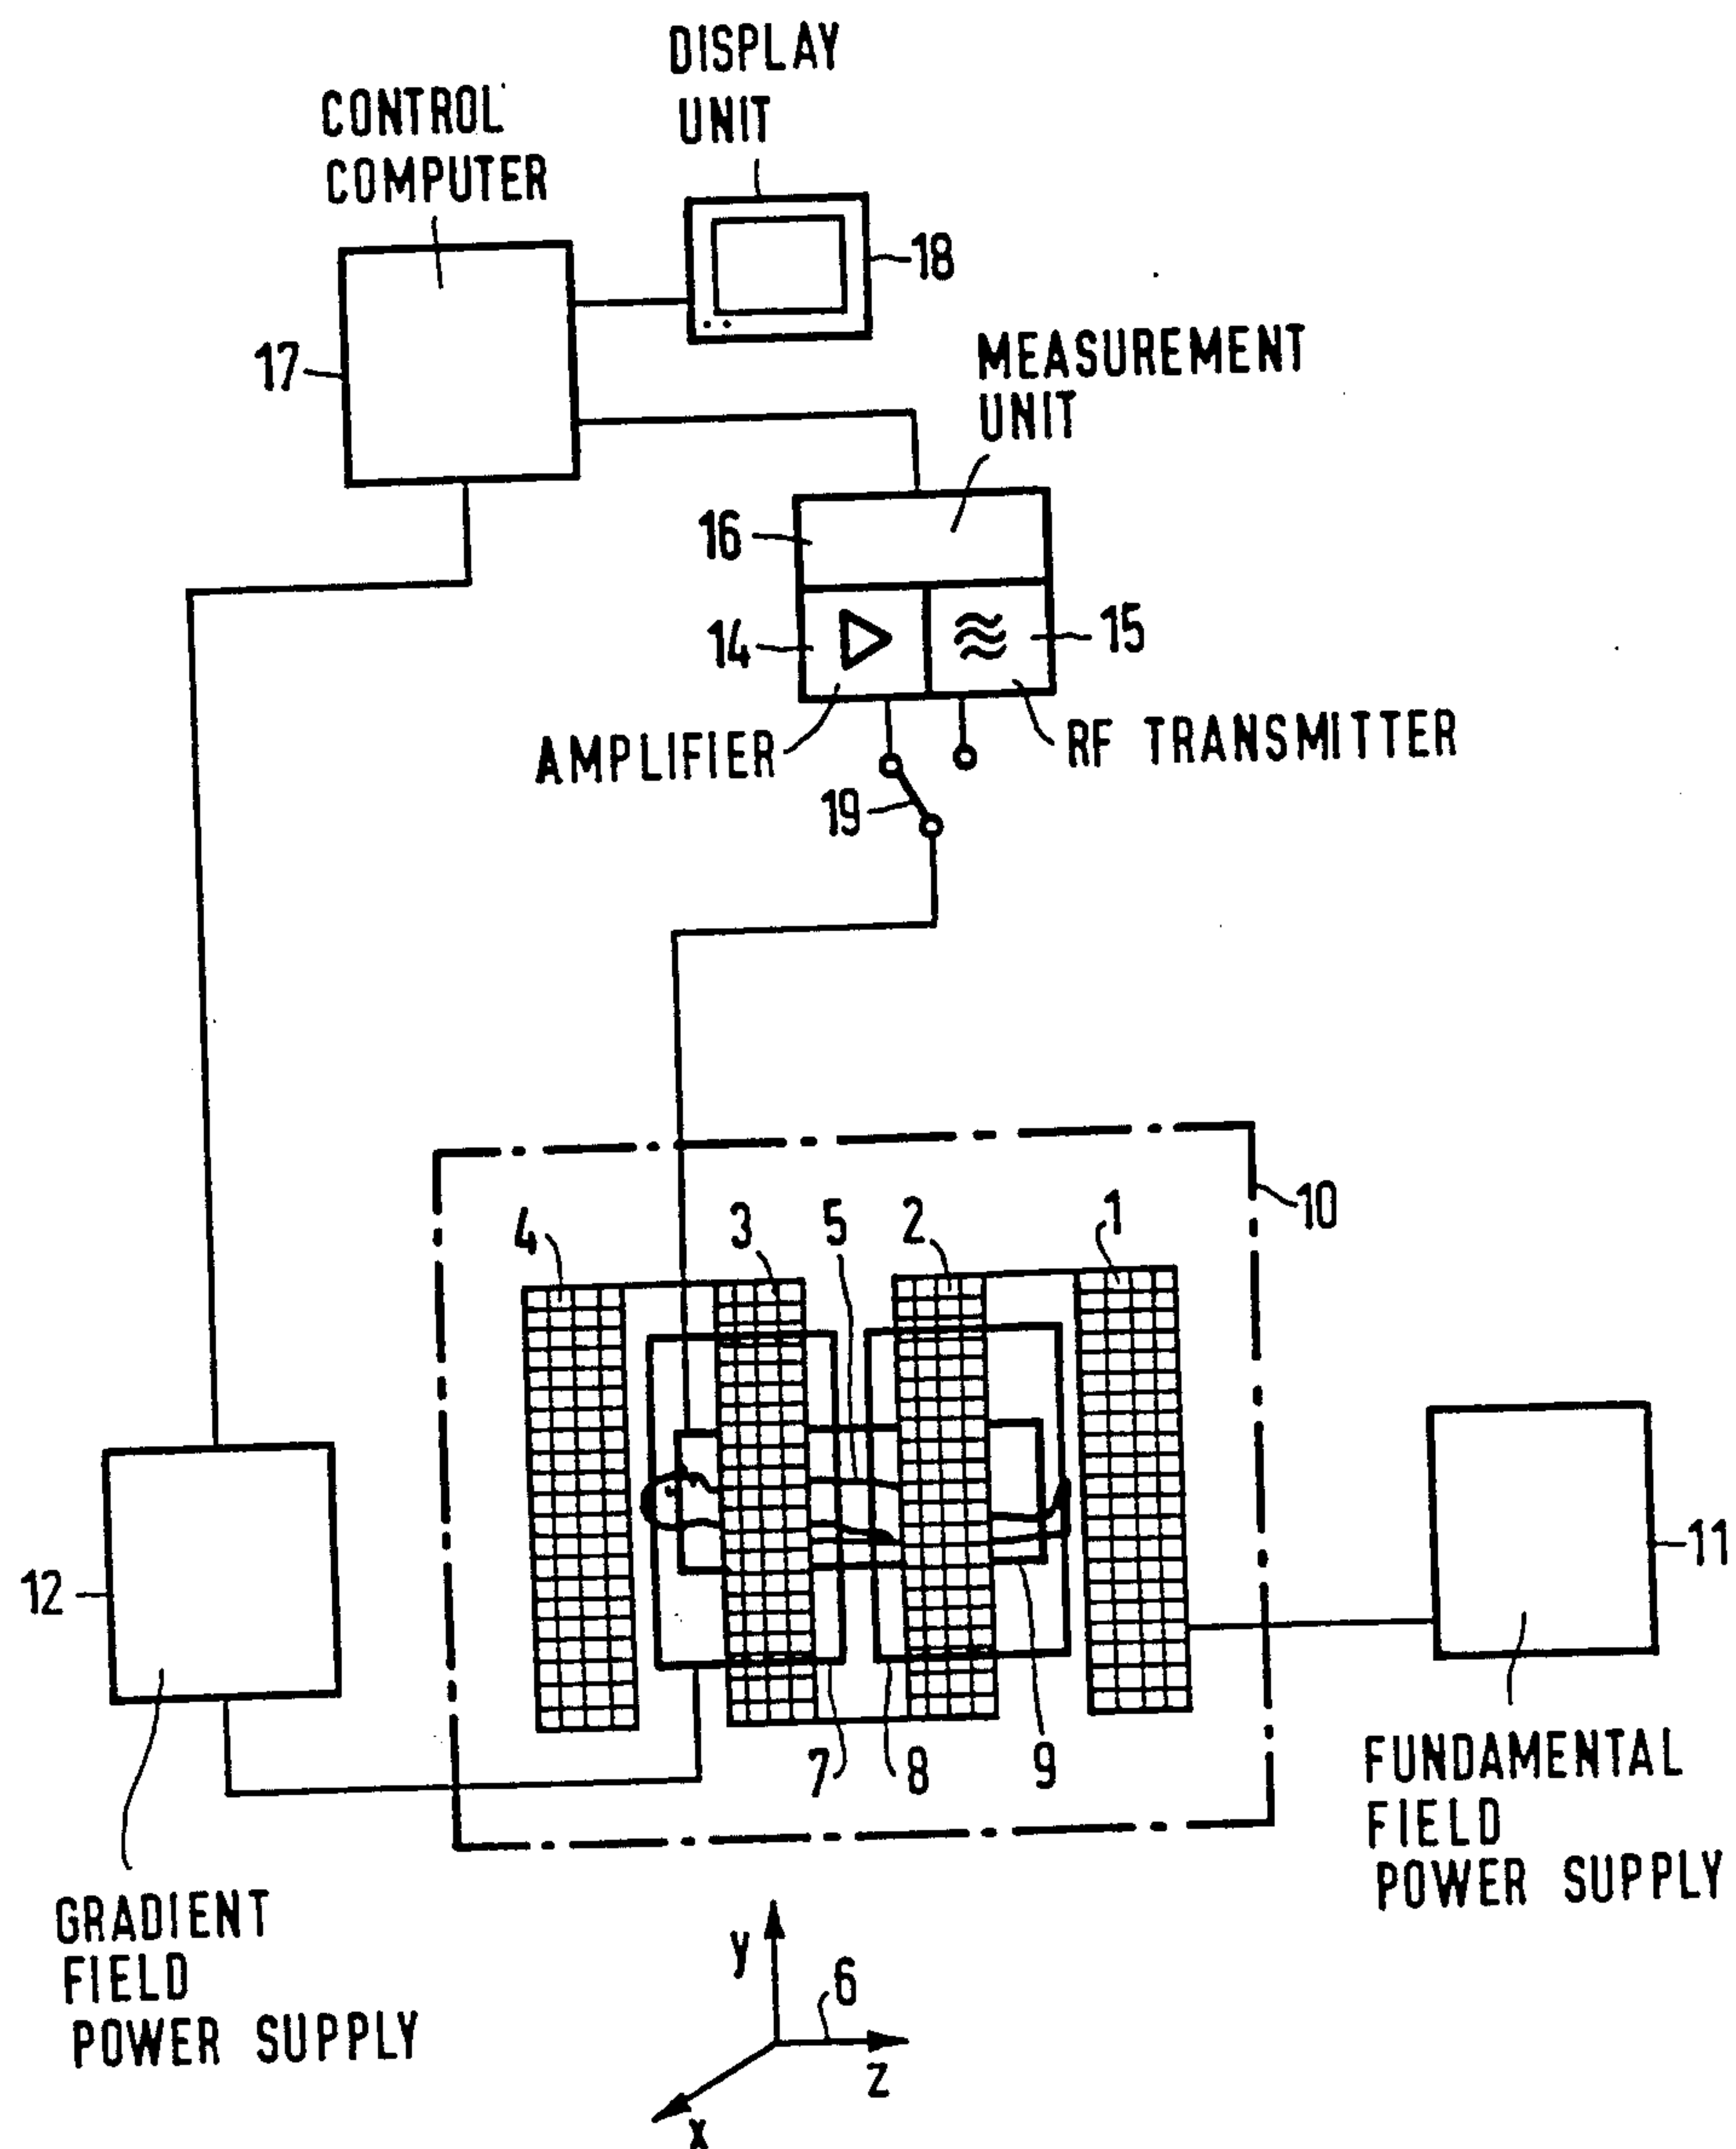 DISPLAY
UNIT
CONTROL
COMPUTER
18
17
MEASUREMENT
UNIT
16
14
15
AMPLIFIER
RF TRANSMITTER
19
10
4
3
5
2
1
12
11
7
8
9
FUNDAMENTAL
FIELD
POWER SUPPLY
GRADIENT
FIELD
POWER SUPPLY
y
6
z
x